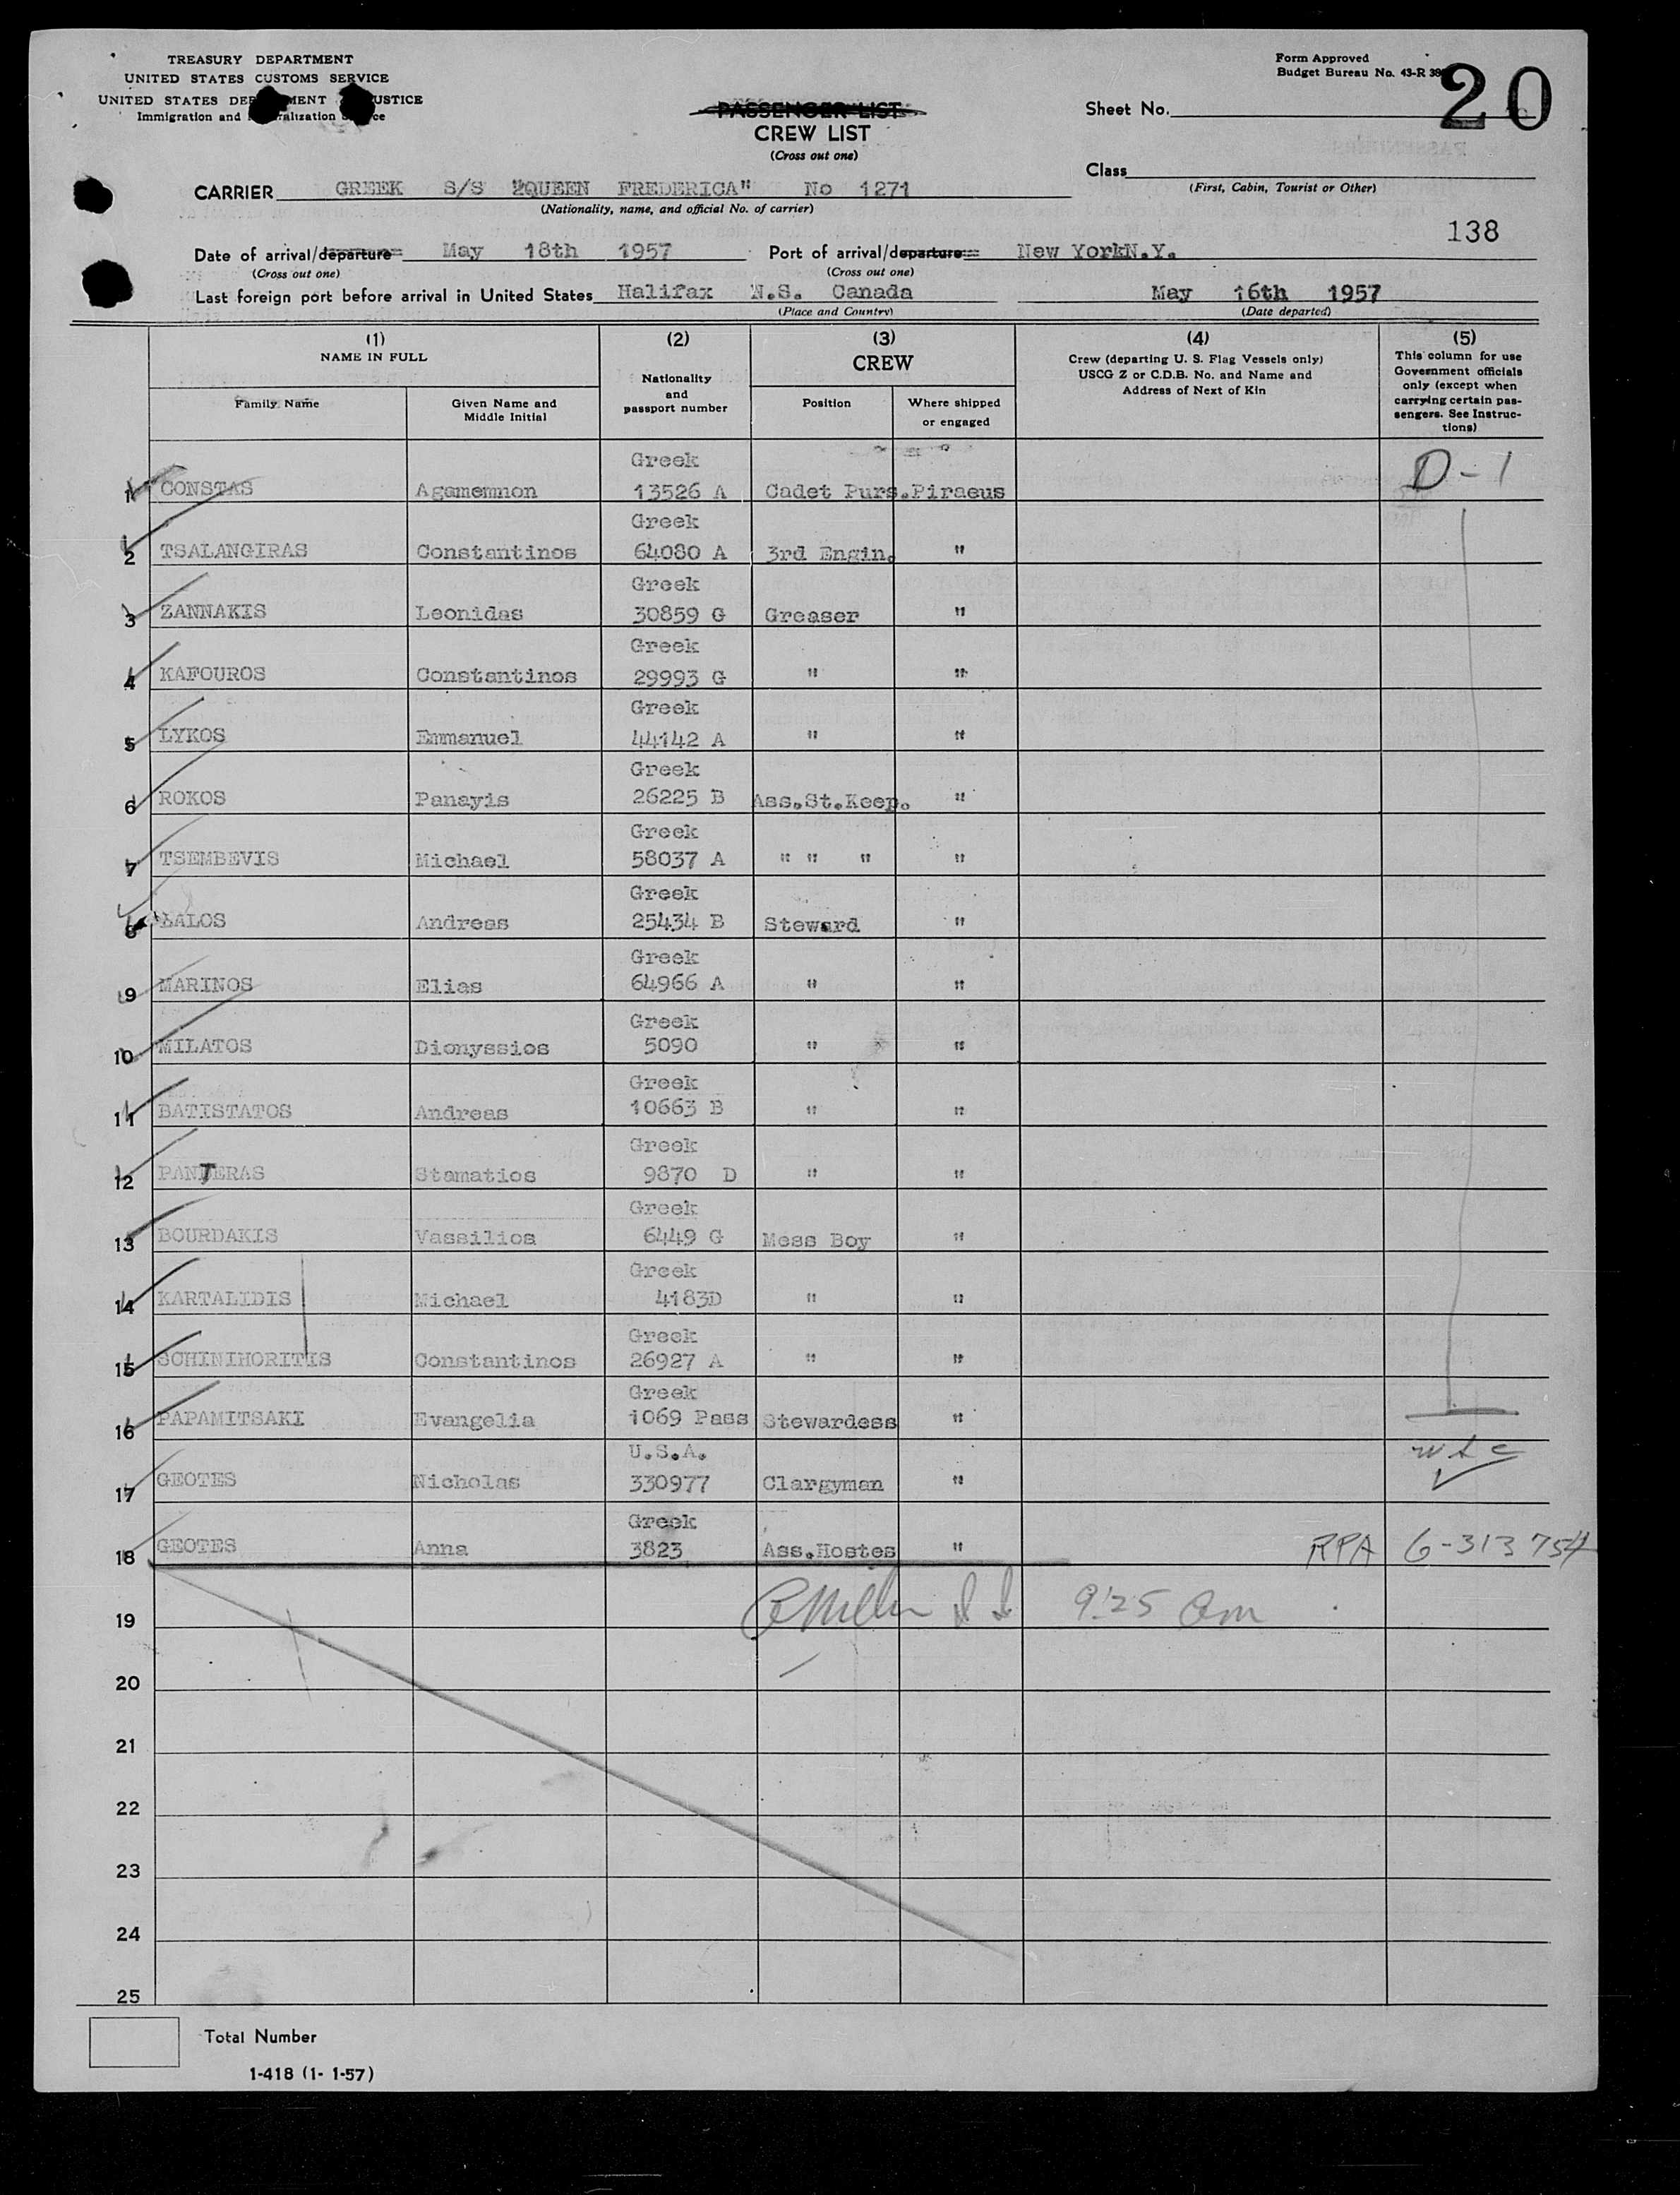 TREASURY DEPARTMENT
UNITED STATES CUSTOMS SERVICE
UNITED STATES DEPARTMENT OF JUSTICE
Immigration and Naturalization Service
Form Approved
Budget Bureau No. 43-R
20
PASSENGER LIST
CREW LIST
(Cross out one)
Sheet No.
Class
(First, Cabin, Tourist or Other)
CARRIER GREEK S/S "QUEEN FREDERICA" No 1271
(Nationality, name, and official No. of carrier)
138
Date of arrival/departure May 18th 1957 Port of arrival/departure New YorkN.Y.
(Cross out one) (Cross out one)
Last foreign port before arrival in United States Halifax N.S. Canada May 16th 1957
(Place and Country) (Date departed)
(1) NAME IN FULL
Family Name
Given Name and Middle Initial
(2) Nationality and passport number
(3) CREW
Position
Where shipped or engaged
(4) Crew (departing U. S. Flag Vessels only) USCG Z or C.D.B. No. and Name and Address of Next of Kin
(5) This column for use Government officials only (except when carrying certain passengers. See Instructions)
Greek
1 CONSTAS Agamemnon 13526 A Cadet Purs. Piraeus D-1
Greek
2 TSALANGIRAS Constantinos 64080 A 3rd Engin. "
Greek
3 ZANNAKIS Leonidas 30859 G Greaser "
Greek
4 KAFOUROS Constantinos 29993 G " "
Greek
5 LYKOS Emmanuel 44142 A " "
Greek
6 ROKOS Panayis 26225 B Ass.St.Keep. "
Greek
7 TSEMBEVIS Michael 58037 A " " " "
Greek
8 LALOS Andreas 25434 B Steward "
Greek
9 MARINOS Elias 64966 A " "
Greek
10 MILATOS Dionyssios 5090 " "
Greek
11 BATISTATOS Andreas 10663 B " "
Greek
12 PANTERAS Stamatios 9870 D " "
Greek
13 BOURDAKIS Vassilios 6449 G Mess Boy "
Greek
14 KARTALIDIS Michael 4183D " "
Greek
15 SCHINIHORITIS Constantinos 26927 A " "
Greek
16 PAPAMITSAKI Evangelia 1069 Pass Stewardess "
U.S.A.
17 GEOTES Nicholas 330977 Clargyman "
Greek
18 GEOTES Anna 3823 Ass.Hostes " RPA 6-313754
19 9:25 am
20
21
22
23
24
25
Total Number
1-418 (1- 1-57)